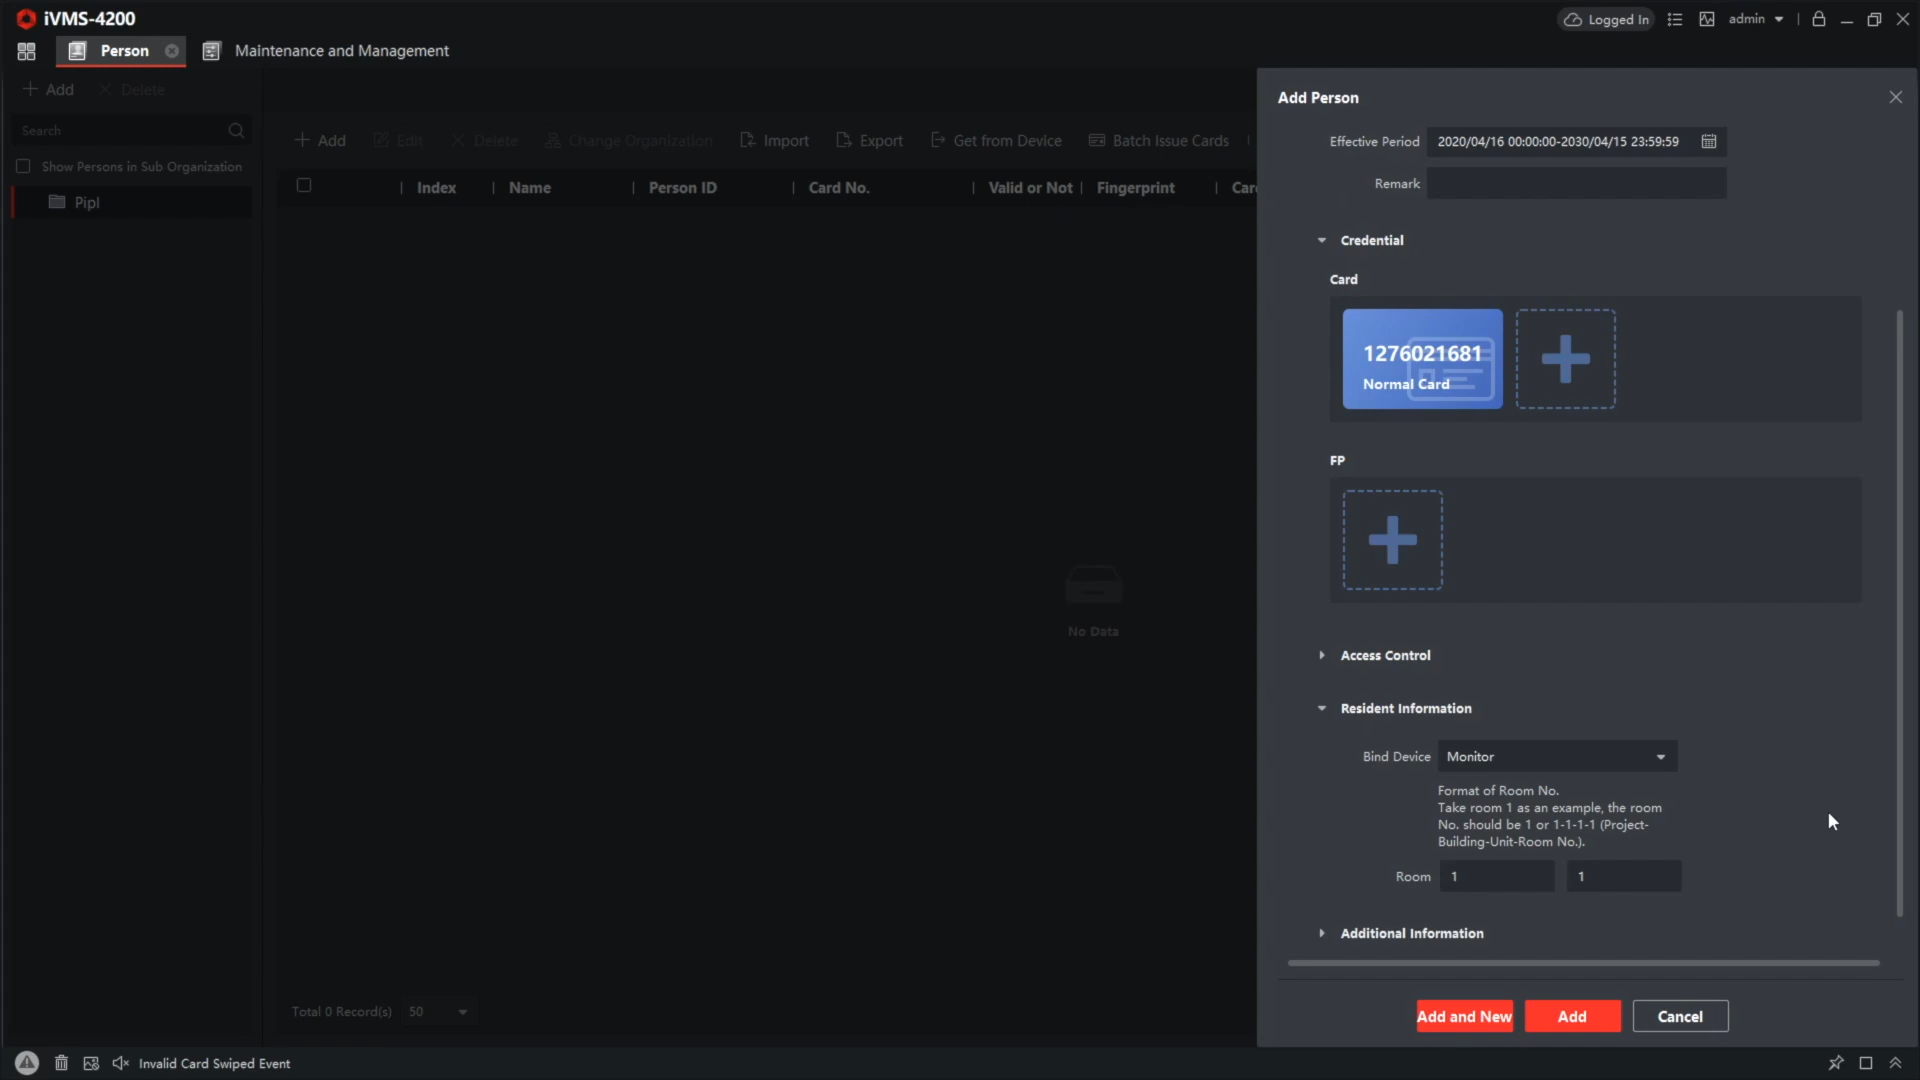 iVMS-4200
Logged In
admin
Person
Maintenance and Management
Add
Delete
Search
Show Persons in Sub Organization
Pipl
Add
Edit
Delete
Change Organization
Import
Export
Get from Device
Batch Issue Cards
Index
Name
Person ID
Card No.
Valid or Not
Fingerprint
Car
No Data
Total 0 Record(s)
50
Add Person
Effective Period
2020/04/16 00:00:00-2030/04/15 23:59:59
Remark
Credential
Card
1276021681
Normal Card
FP
Access Control
Resident Information
Bind Device
Monitor
Format of Room No.
Take room 1 as an example, the room
No. should be 1 or 1-1-1-1 (Project-
Building-Unit-Room No.).
Room
1
1
Additional Information
Add and New
Add
Cancel
Invalid Card Swiped Event